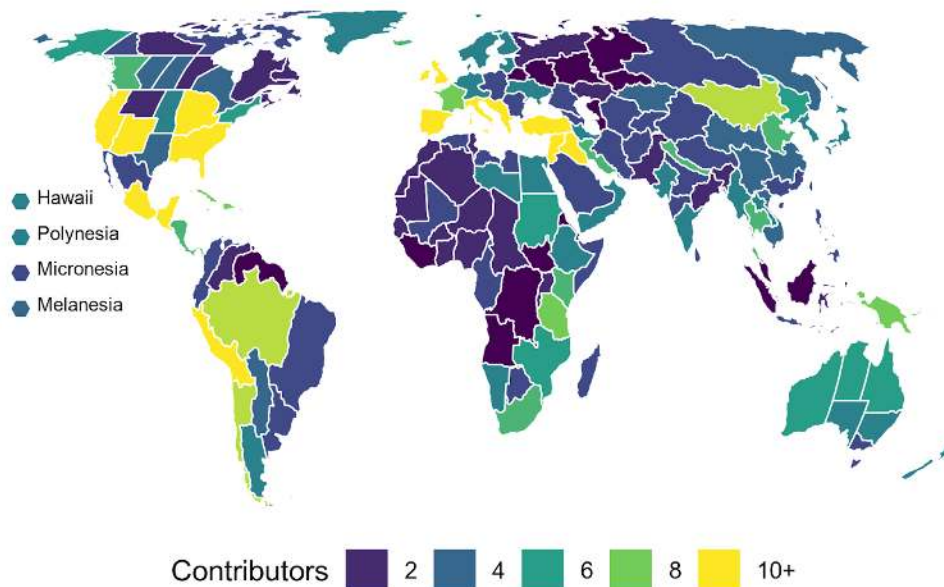 Hawaii
Polynesia
Micronesia
Melanesia
Contributors 2 4 6 8 10+